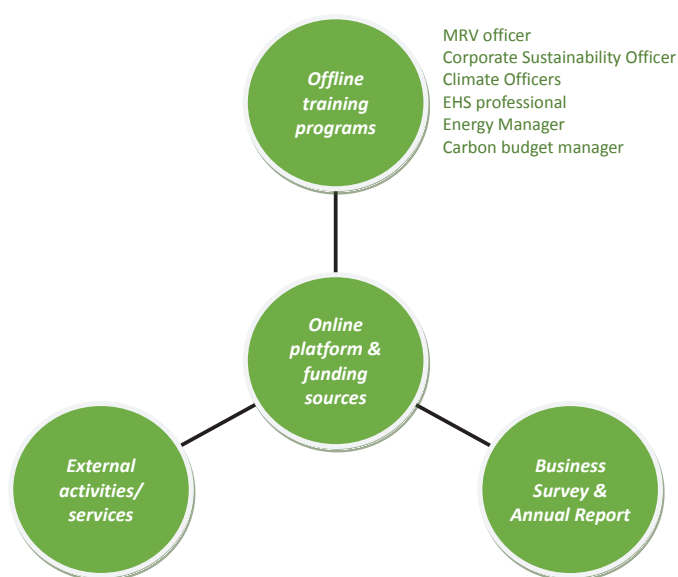 Offline
training
programs
MRV officer
Corporate Sustainability Officer
Climate Officers
EHS professional
Energy Manager
Carbon budget manager
Online
platform &
funding
sources
External
activities/
services
Business
Survey &
Annual Report